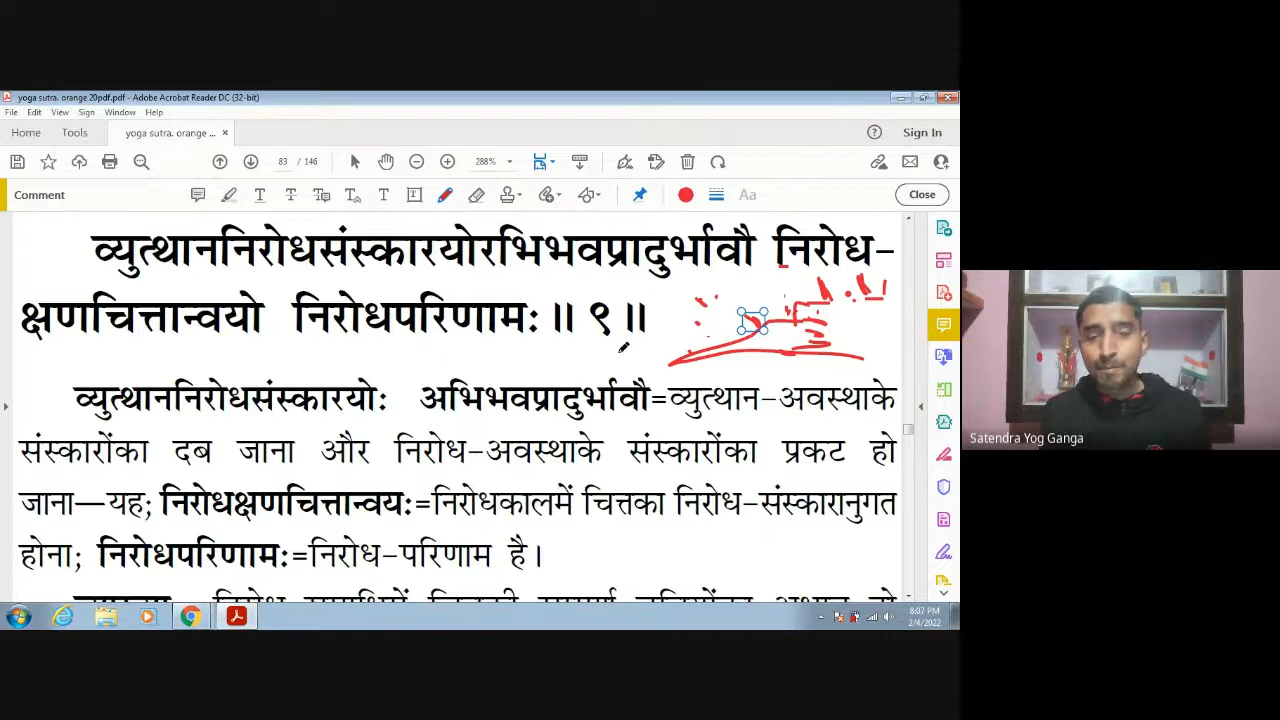 yoga sutra. orange 20pdf.pdf - Adobe Acrobat Reader DC (32-bit)
File Edit View Sign Window Help
Home Tools yoga sutra. orange ... × Sign In
83 / 146 288%
Comment Aa Close
व्युत्थाननिरोधसंस्कारयोरभिभवप्रादुर्भावौ निरोध-
क्षणचित्तान्वयो निरोधपरिणामः ॥ ९ ॥
व्युत्थाननिरोधसंस्कारयोः अभिभवप्रादुर्भावौ=व्युत्थान-अवस्थाके
संस्कारोंका दब जाना और निरोध-अवस्थाके संस्कारोंका प्रकट हो
जाना—यह; निरोधक्षणचित्तान्वयः=निरोधकालमें चित्तका निरोध-संस्कारानुगत
होना; निरोधपरिणामः=निरोध-परिणाम है।
Satendra Yog Ganga
8:07 PM
2/4/2022